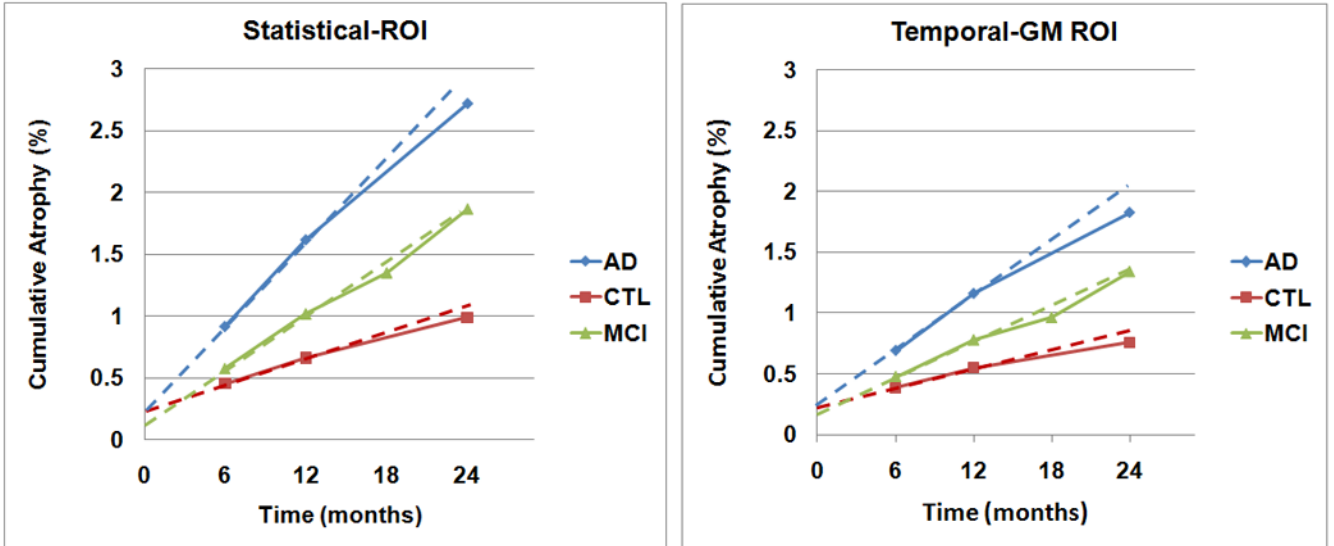 Statistical-ROI
Cumulative Atrophy (%)
3
2.5
2
1.5
1
0.5
0
0 6 12 18 24
Time (months)
AD
CTL
MCI
Temporal-GM ROI
Cumulative Atrophy (%)
3
2.5
2
1.5
1
0.5
0
0 6 12 18 24
Time (months)
AD
CTL
MCI